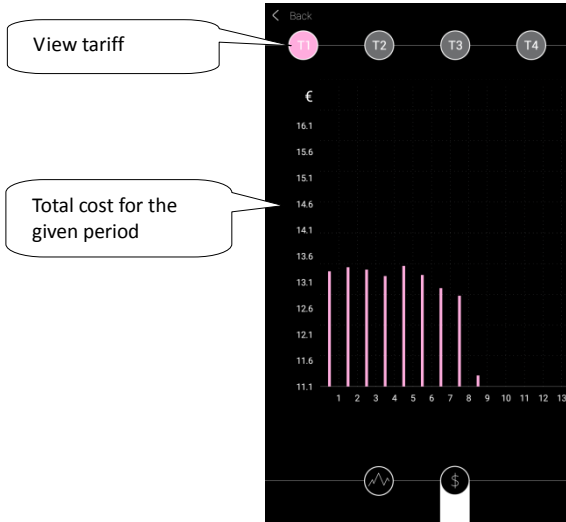 Back
View tariff
T1
T2
T3
T4
€
16.1
15.6
15.1
14.6
Total cost for the
given period
14.1
13.6
13.1
12.6
12.1
11.6
11.1
1 2 3 4 5 6 7 8 9 10 11 12 13
$